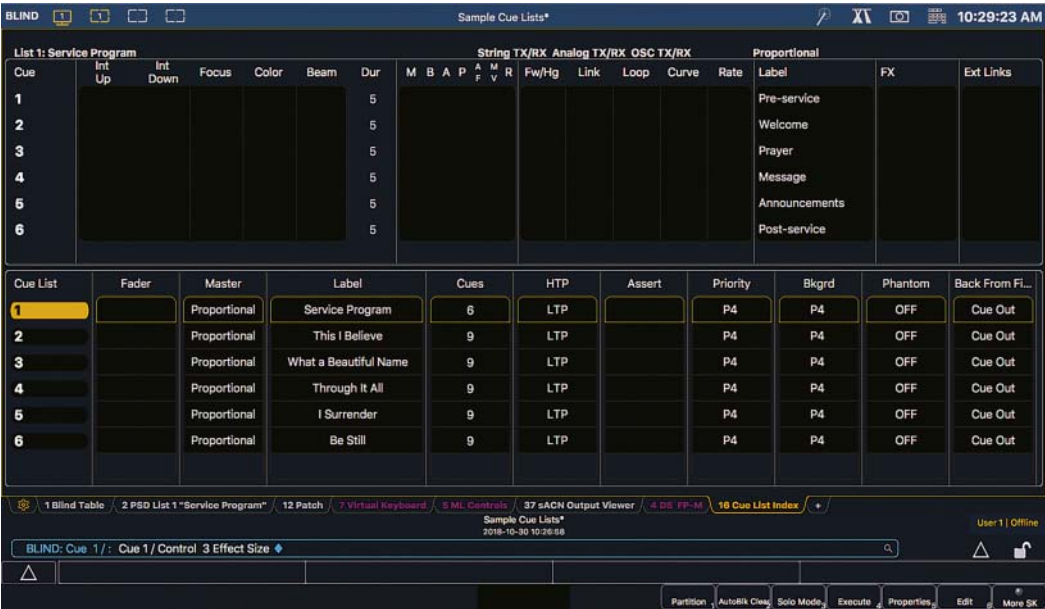 BLIND 1 1 Sample Cue Lists* 10:29:23 AM
List 1: Service Program String TX/RX Analog TX/RX OSC TX/RX Proportional
Cue Int Up Int Down Focus Color Beam Dur M B A P A F M V R Fw/Hg Link Loop Curve Rate Label FX Ext Links
1 5 Pre-service
2 5 Welcome
3 5 Prayer
4 5 Message
5 5 Announcements
6 5 Post-service
Cue List Fader Master Label Cues HTP Assert Priority Bkgrd Phantom Back From Fi...
1 Proportional Service Program 6 LTP P4 P4 OFF Cue Out
2 Proportional This I Believe 9 LTP P4 P4 OFF Cue Out
3 Proportional What a Beautiful Name 9 LTP P4 P4 OFF Cue Out
4 Proportional Through It All 9 LTP P4 P4 OFF Cue Out
5 Proportional I Surrender 9 LTP P4 P4 OFF Cue Out
6 Proportional Be Still 9 LTP P4 P4 OFF Cue Out
1 Blind Table 2 PSD List 1 "Service Program" 12 Patch 7 Virtual Keyboard 5 ML Controls 37 sACN Output Viewer 4 DS FP-M 16 Cue List Index +
Sample Cue Lists*
2018-10-30 10:26:58
User 1 | Offline
BLIND: Cue 1 / : Cue 1 / Control 3 Effect Size
Partition 1 AutoBlk Clea 2 Solo Mode 3 Execute 4 Properties 5 Edit 6 More SK